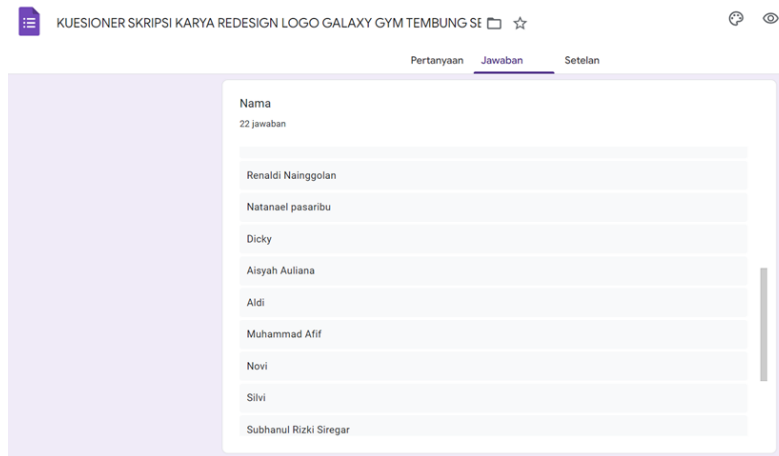 KUESIONER SKRIPSI KARYA REDESIGN LOGO GALAXY GYM TEMBUNG SE
Pertanyaan Jawaban Setelan
Nama
22 jawaban
Renaldi Nainggolan
Natanael pasaribu
Dicky
Aisyah Auliana
Aldi
Muhammad Afif
Novi
Silvi
Subhanul Rizki Siregar